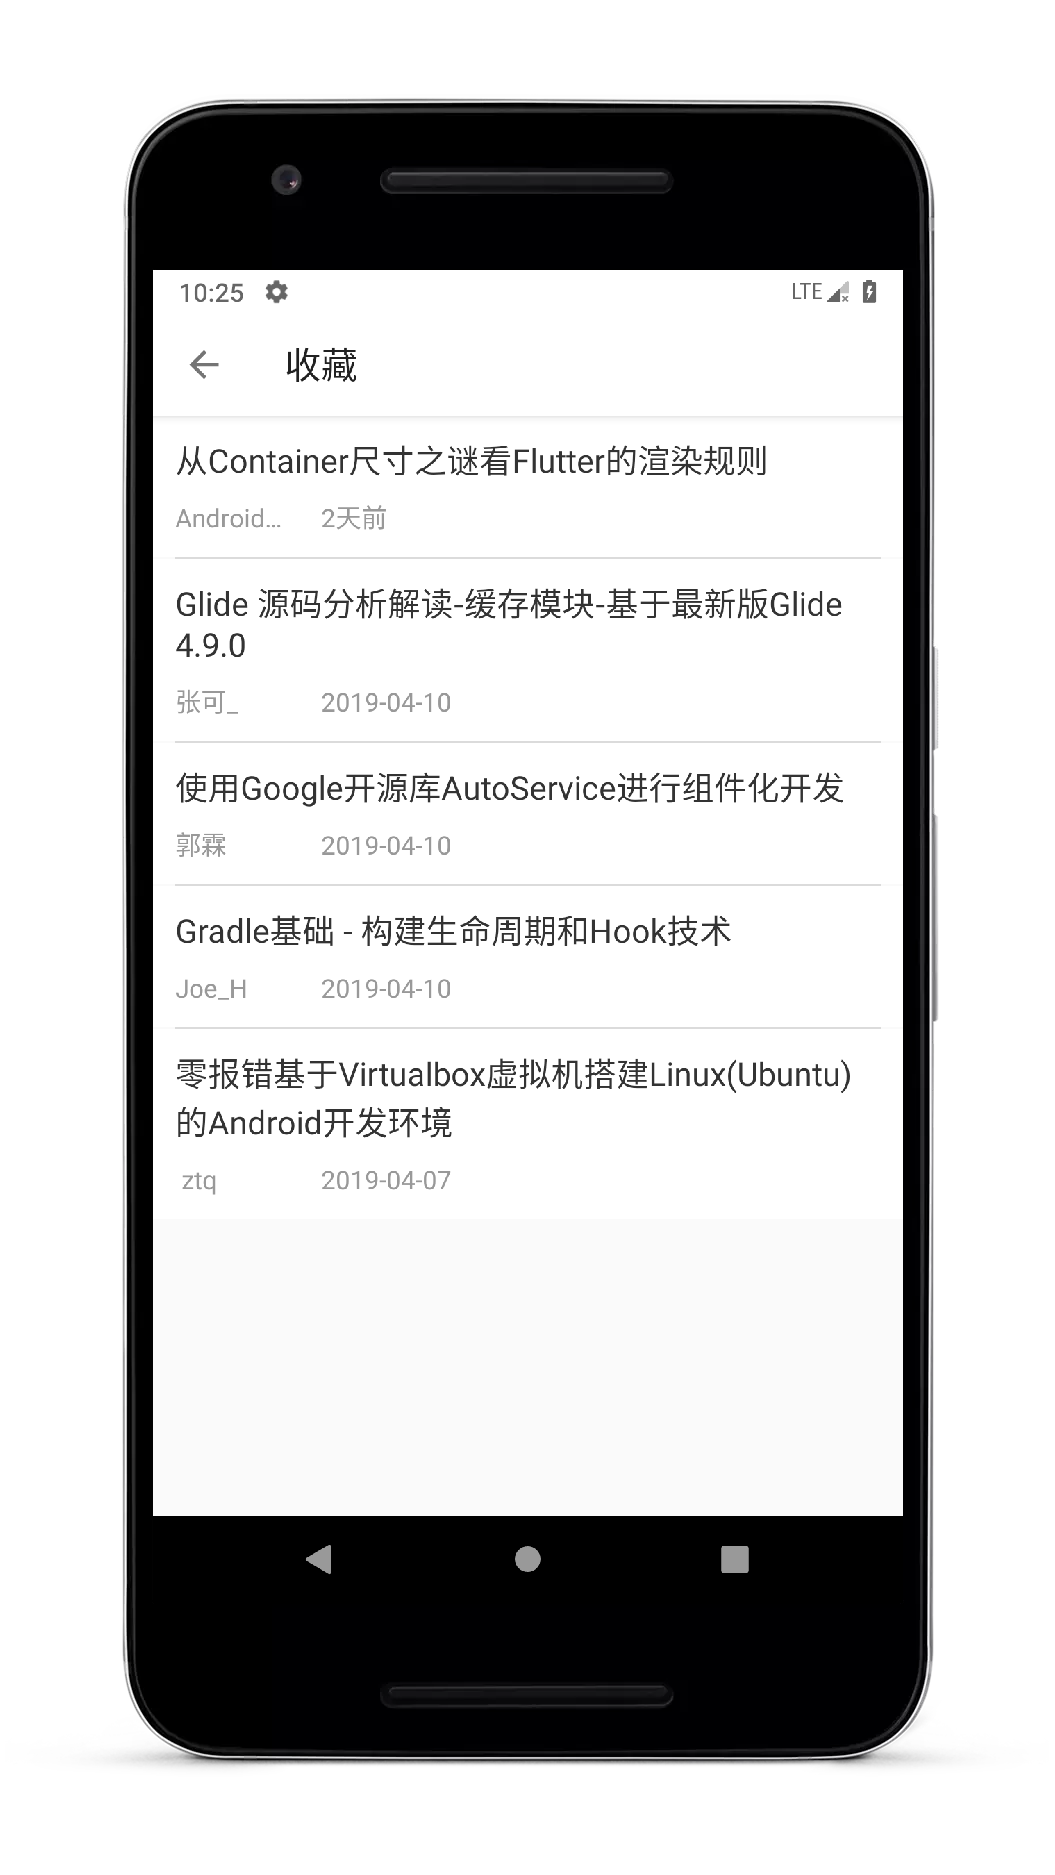 10:25
LTE
收藏
从Container尺寸之谜看Flutter的渲染规则
Android... 2天前
Glide 源码分析解读-缓存模块-基于最新版Glide
4.9.0
张可_ 2019-04-10
使用Google开源库AutoService进行组件化开发
郭霖 2019-04-10
Gradle基础 - 构建生命周期和Hook技术
Joe_H 2019-04-10
零报错基于Virtualbox虚拟机搭建Linux(Ubuntu)
的Android开发环境
ztq 2019-04-07